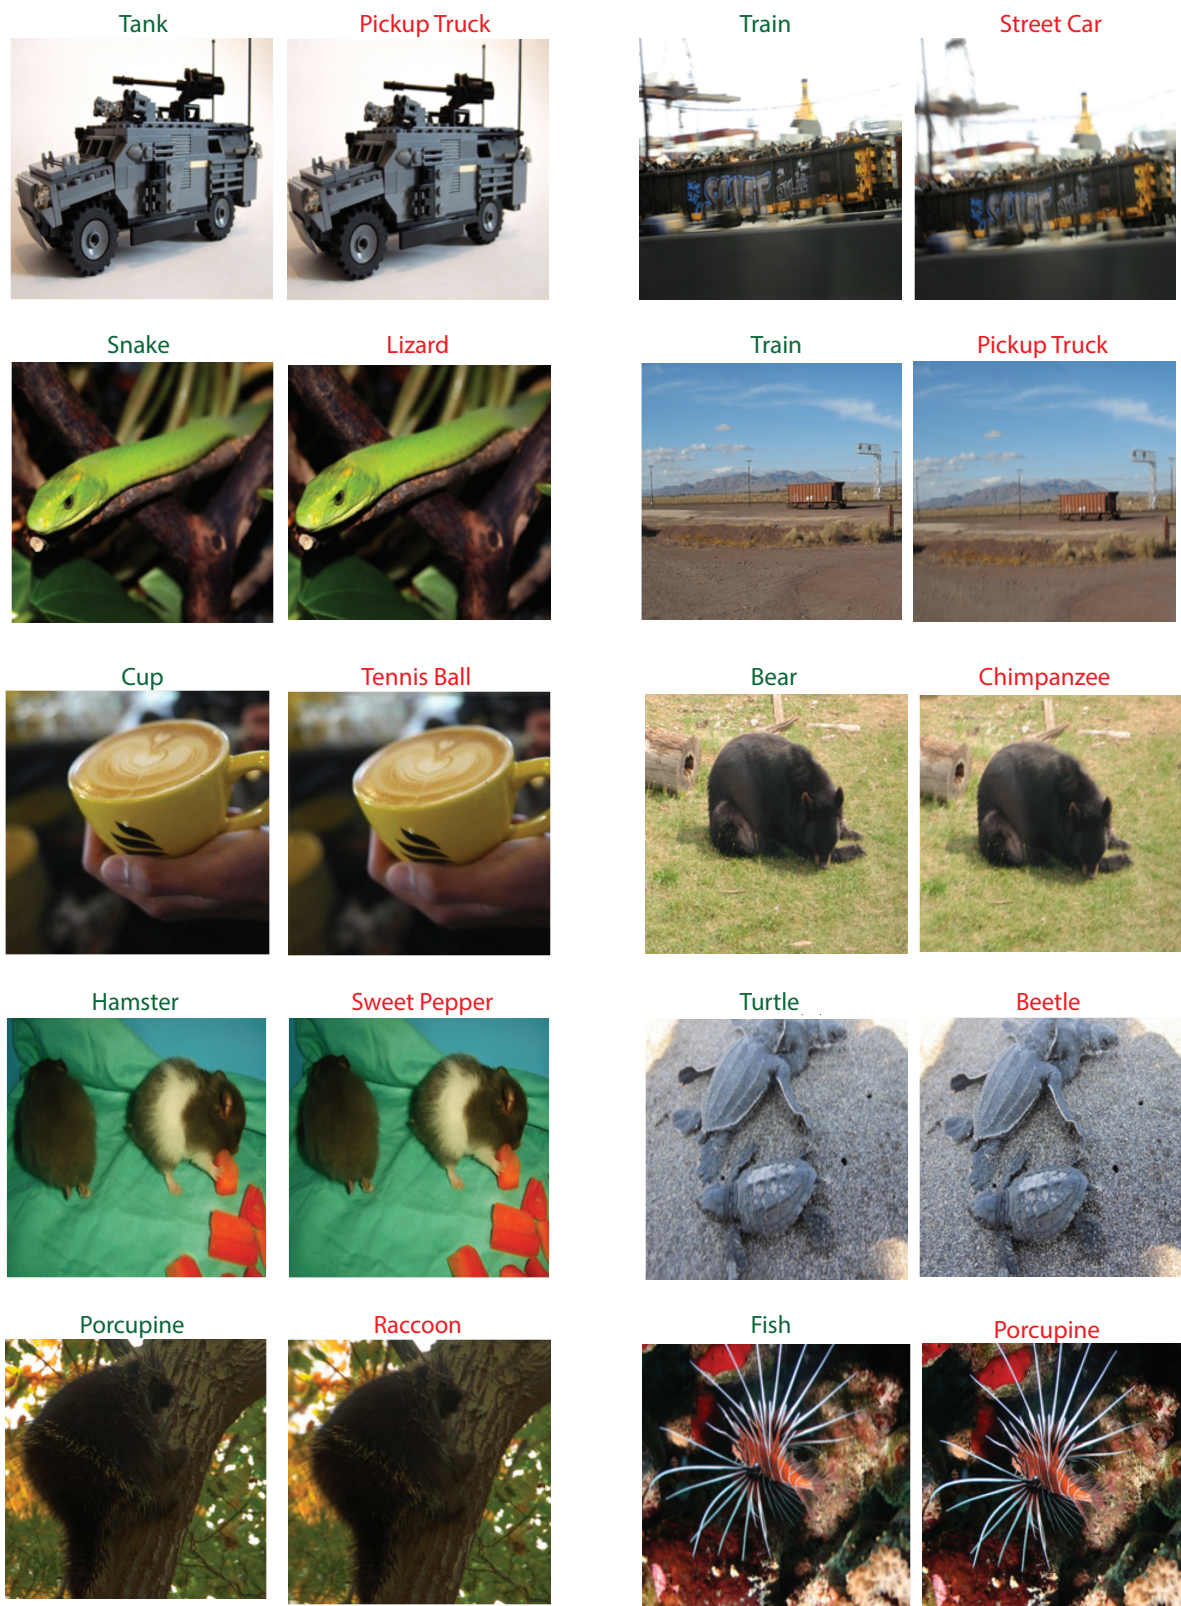 Tank Pickup Truck Train Street Car
Snake Lizard Train Pickup Truck
Cup Tennis Ball Bear Chimpanzee
Hamster Sweet Pepper Turtle Beetle
Porcupine Raccoon Fish Porcupine